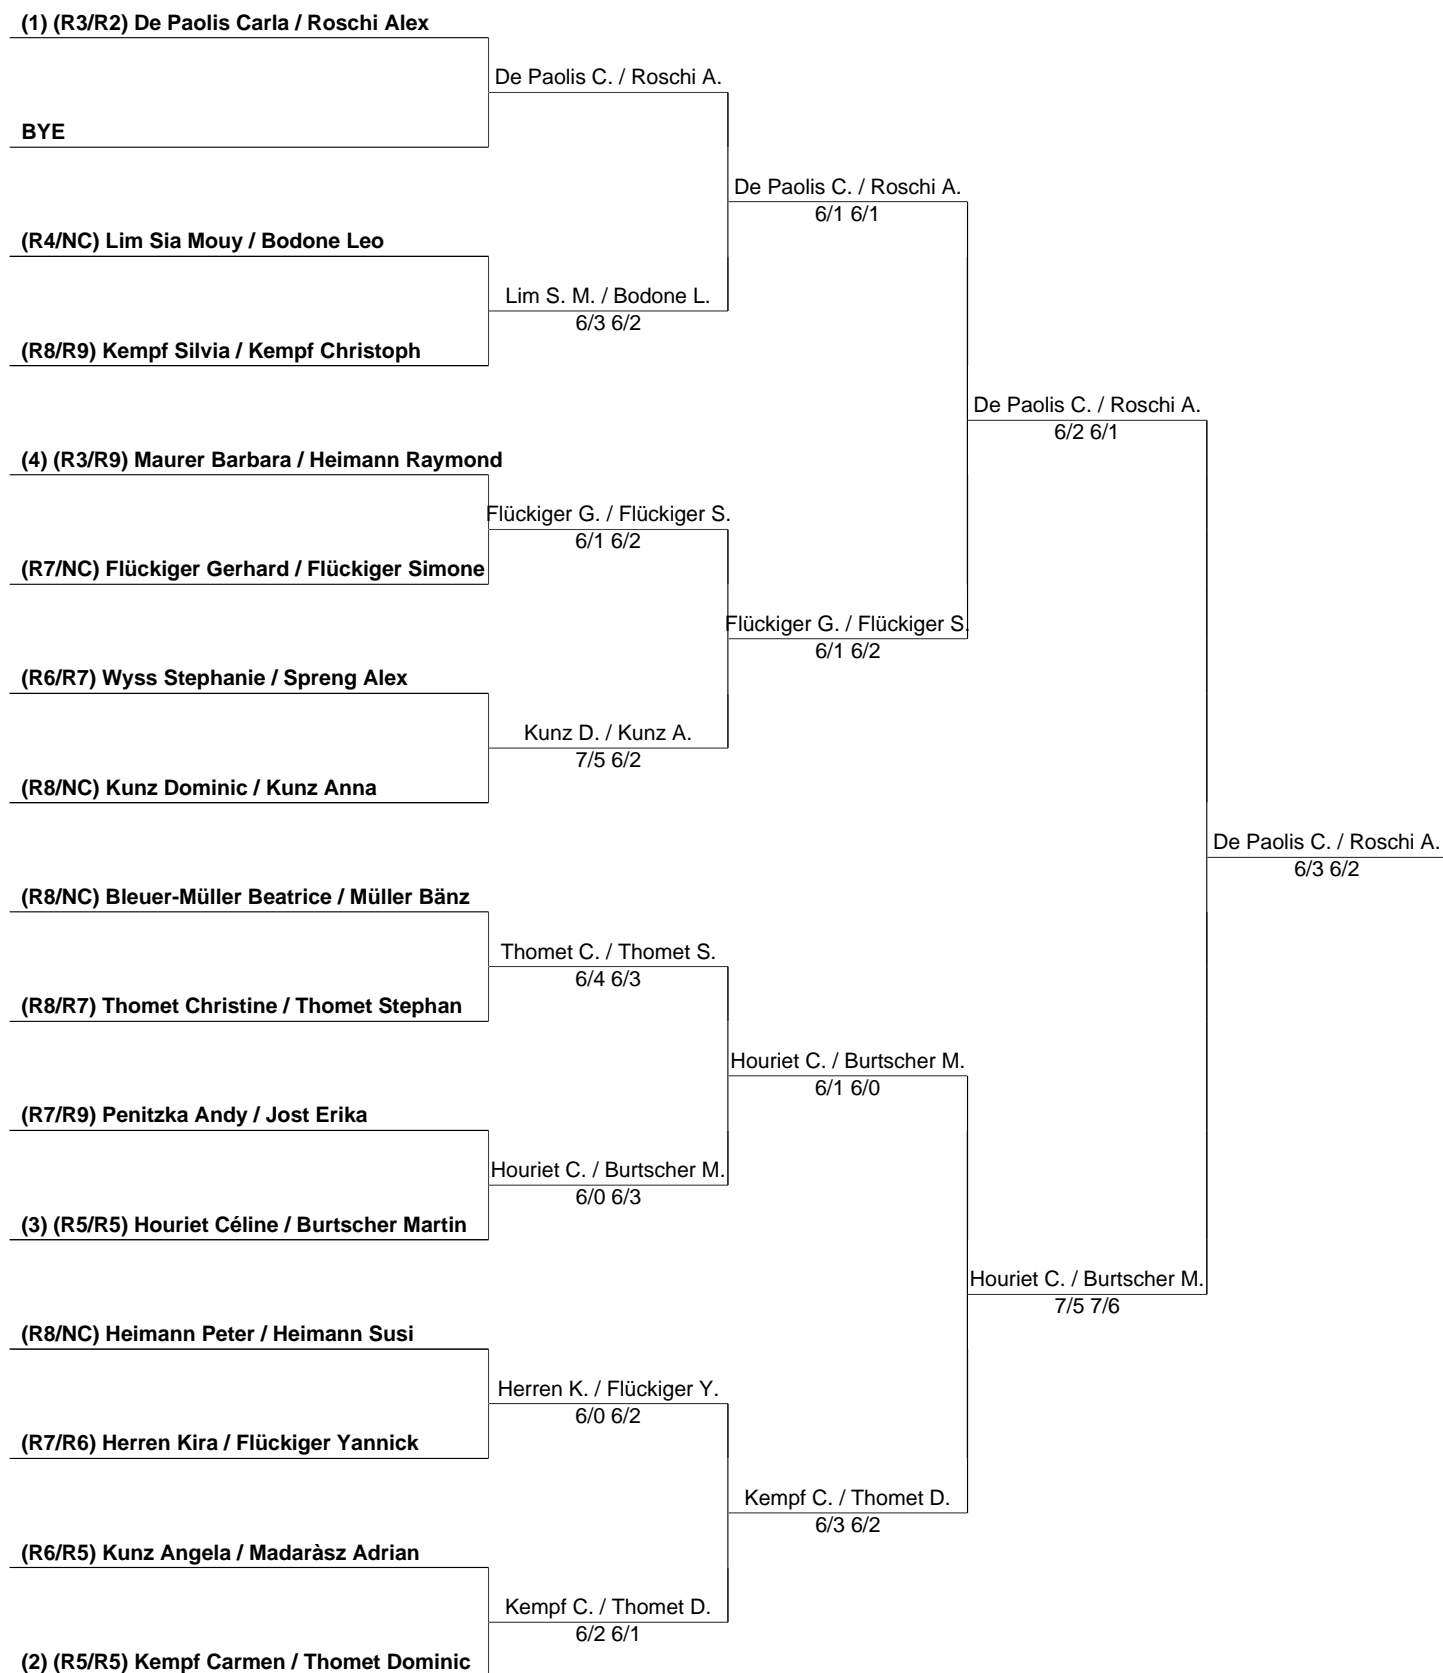 (1) (R3/R2) De Paolis Carla / Roschi Alex
De Paolis C. / Roschi A.
BYE
De Paolis C. / Roschi A.
6/1 6/1
(R4/NC) Lim Sia Mouy / Bodone Leo
Lim S. M. / Bodone L.
6/3 6/2
(R8/R9) Kempf Silvia / Kempf Christoph
De Paolis C. / Roschi A.
6/2 6/1
(4) (R3/R9) Maurer Barbara / Heimann Raymond
Flückiger G. / Flückiger S.
6/1 6/2
(R7/NC) Flückiger Gerhard / Flückiger Simone
Flückiger G. / Flückiger S.
6/1 6/2
(R6/R7) Wyss Stephanie / Spreng Alex
Kunz D. / Kunz A.
7/5 6/2
(R8/NC) Kunz Dominic / Kunz Anna
De Paolis C. / Roschi A.
6/3 6/2
(R8/NC) Bleuer-Müller Beatrice / Müller Bänz
Thomet C. / Thomet S.
6/4 6/3
(R8/R7) Thomet Christine / Thomet Stephan
Houriet C. / Burtscher M.
6/1 6/0
(R7/R9) Penitzka Andy / Jost Erika
Houriet C. / Burtscher M.
6/0 6/3
(3) (R5/R5) Houriet Céline / Burtscher Martin
Houriet C. / Burtscher M.
7/5 7/6
(R8/NC) Heimann Peter / Heimann Susi
Herren K. / Flückiger Y.
6/0 6/2
(R7/R6) Herren Kira / Flückiger Yannick
Kempf C. / Thomet D.
6/3 6/2
(R6/R5) Kunz Angela / Madaràsz Adrian
Kempf C. / Thomet D.
6/2 6/1
(2) (R5/R5) Kempf Carmen / Thomet Dominic